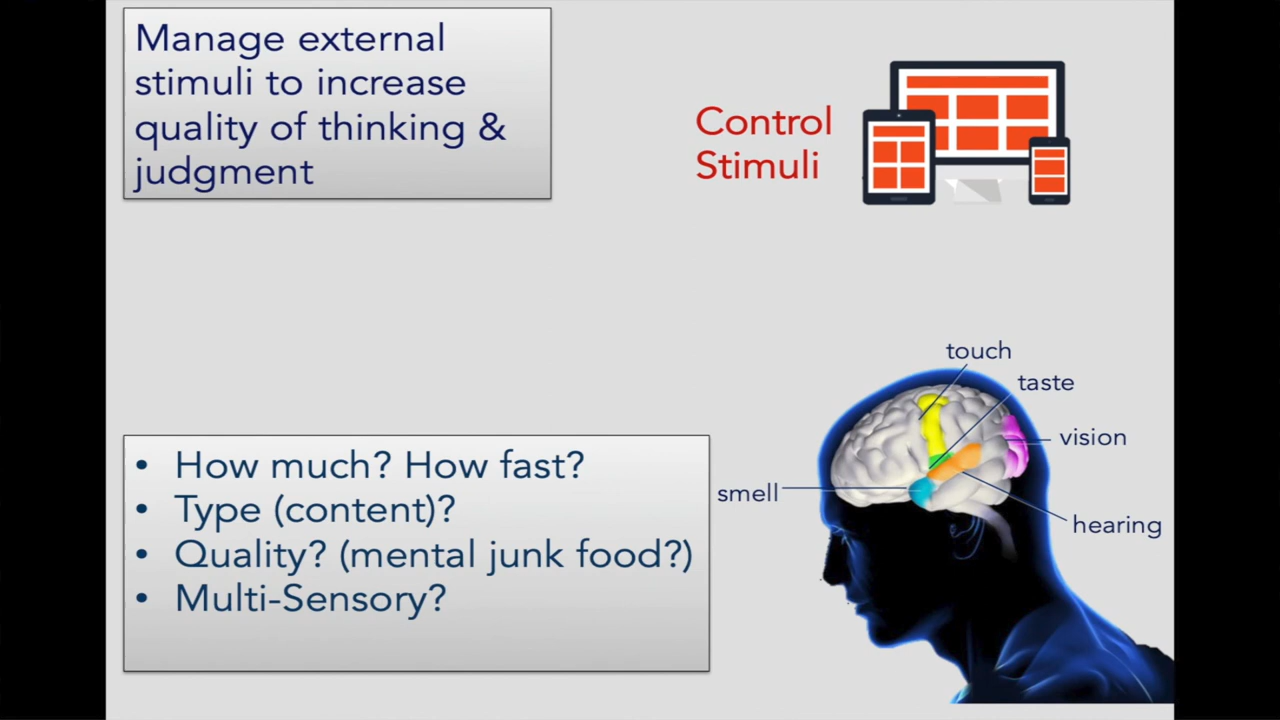 Manage external
stimuli to increase
quality of thinking &
judgment
Control
Stimuli
• How much? How fast?
• Type (content)?
• Quality? (mental junk food?)
• Multi-Sensory?
touch
taste
vision
smell
hearing